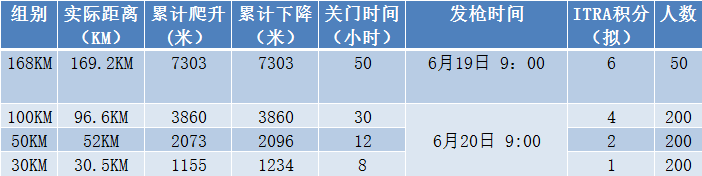 组别 实际距离（KM） 累计爬升(米) 累计下降（米） 关门时间(小时) 发枪时间 ITRA积分（拟） 人数
168KM 169.2KM 7303 7303 50 6月19日 9：00 6 50
100KM 96.6KM 3860 3860 30 6月20日 9:00 4 200
50KM 52KM 2073 2096 12 2 200
30KM 30.5KM 1155 1234 8 1 200